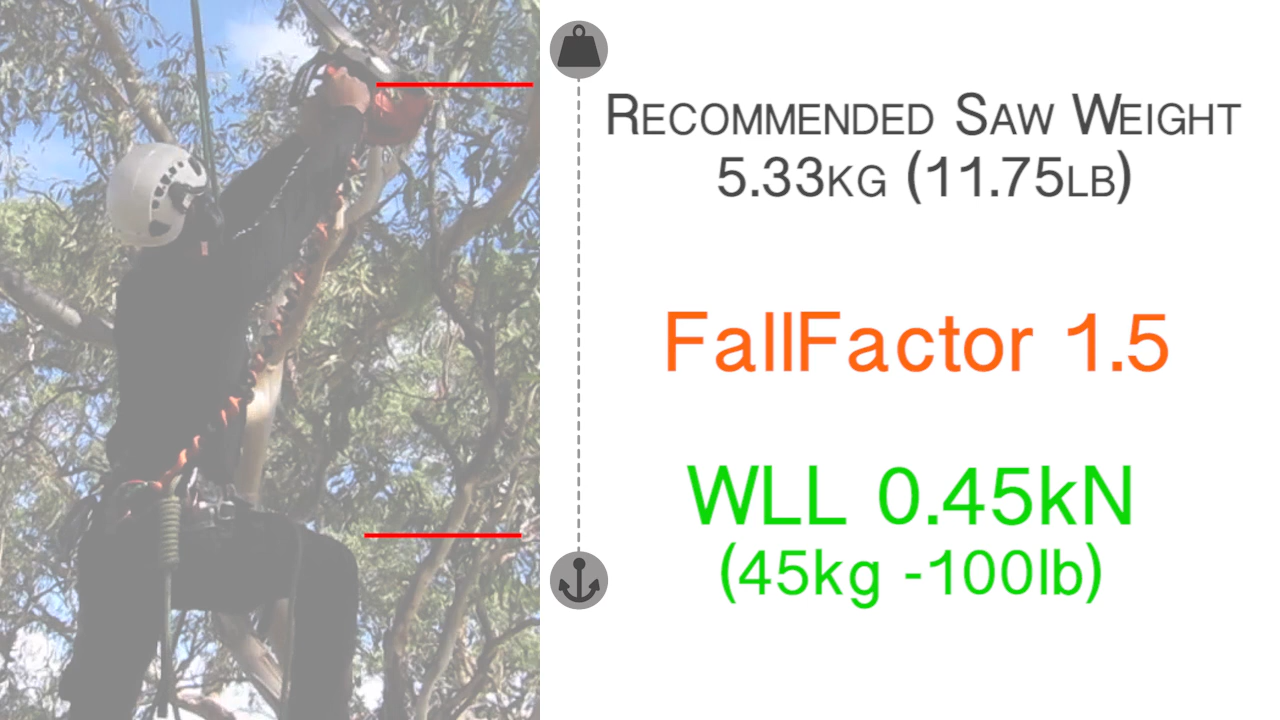 Recommended Saw Weight
5.33kg (11.75lb)
FallFactor 1.5
WLL 0.45kN
(45kg -100lb)